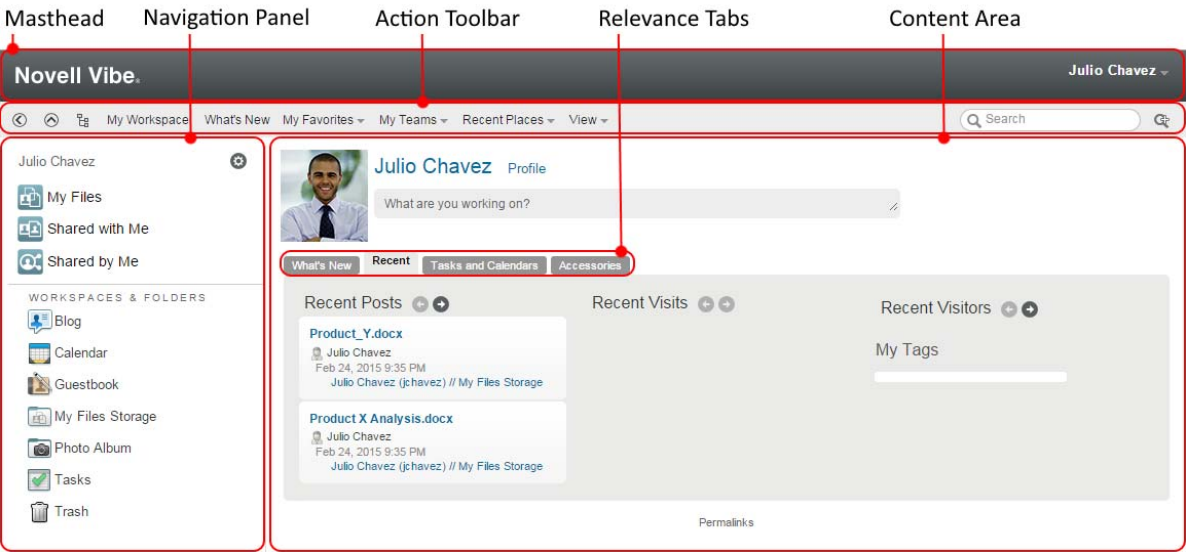 Masthead Navigation Panel Action Toolbar Relevance Tabs Content Area
Novell Vibe.
Julio Chavez
My Workspace What's New My Favorites My Teams Recent Places View Search
Julio Chavez
My Files
Shared with Me
Shared by Me
WORKSPACES & FOLDERS
Blog
Calendar
Guestbook
My Files Storage
Photo Album
Tasks
Trash
Julio Chavez Profile
What are you working on?
What's New Recent Tasks and Calendars Accessories
Recent Posts
Product_Y.docx
Julio Chavez
Feb 24, 2015 9:35 PM
Julio Chavez (jchavez) // My Files Storage
Product X Analysis.docx
Julio Chavez
Feb 24, 2015 9:35 PM
Julio Chavez (jchavez) // My Files Storage
Recent Visits
Recent Visitors
My Tags
Permalinks